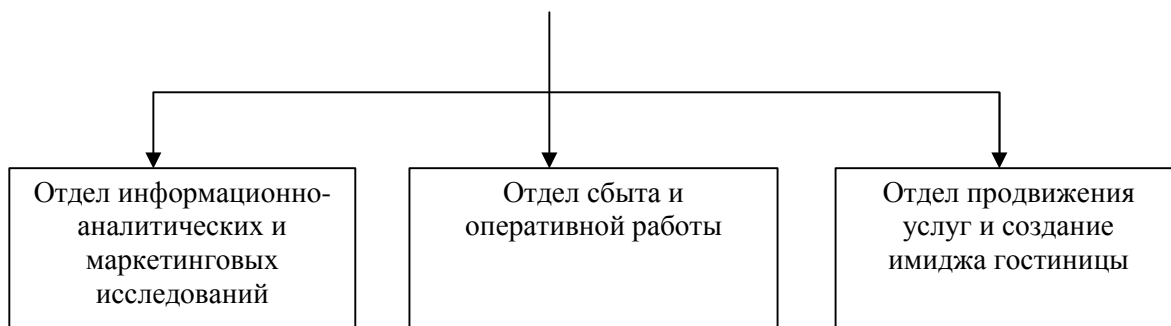 Отдел информационно-
аналитических и
маркетинговых
исследований
Отдел сбыта и
оперативной работы
Отдел продвижения
услуг и создание
имиджа гостиницы